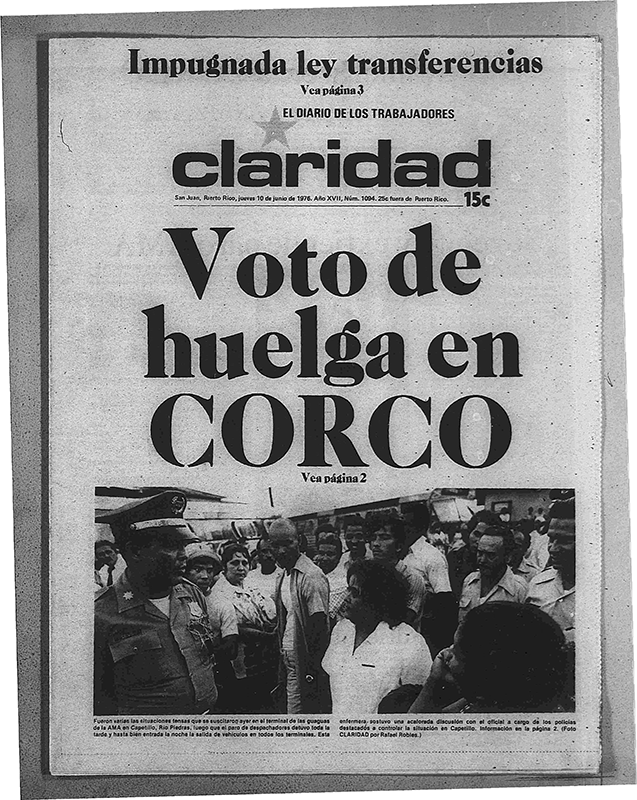 Impugnada ley transferencias
Vea página 3
EL DIARIO DE LOS TRABAJADORES
claridad
San Juan, Puerto Rico, jueves 10 de junio de 1976. Año XVII, Núm. 1094. 25c fuera de Puerto Rico.
15c
Voto de
huelga en
CORCO
Vea página 2
Fueron varias las situaciones tensas que se suscitaron ayer en el terminal de las guaguas
de la AMA en Capetillo, Río Piedras, luego que el paro de despachadores detuvo toda la
tarde y hasta bien entrada la noche la salida de vehículos en todos los terminales. Esta
enfermera sostuvo una acalorada discusión con el oficial a cargo de los policías
destacados a controlar la situación en Capetillo. Información en la página 2. (Foto
CLARIDAD por Rafael Robles.)